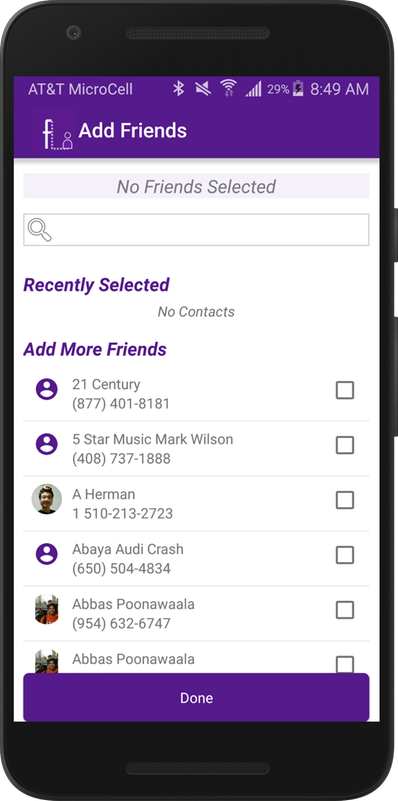 AT&T MicroCell 29% 8:49 AM
f Add Friends
No Friends Selected
Recently Selected
No Contacts
Add More Friends
21 Century
(877) 401-8181
5 Star Music Mark Wilson
(408) 737-1888
A Herman
1 510-213-2723
Abaya Audi Crash
(650) 504-4834
Abbas Poonawaala
(954) 632-6747
Abbas Poonawaala
Done